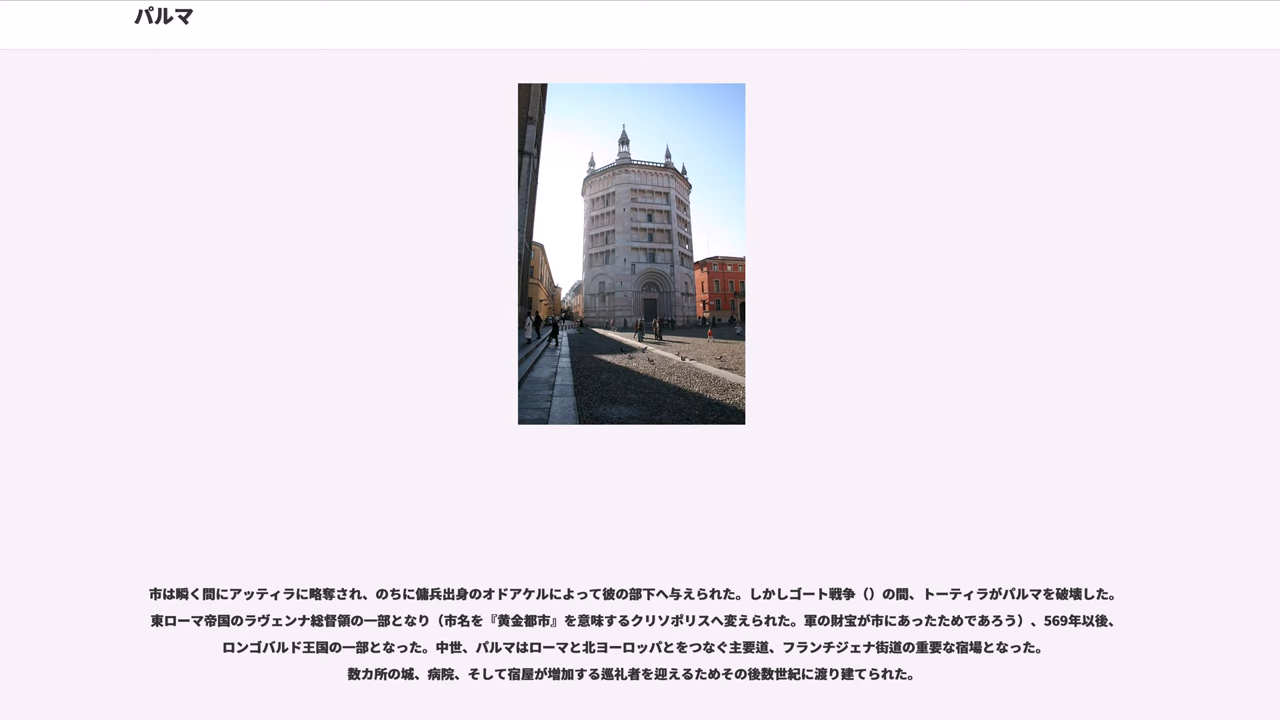 パルマ
市は瞬く間にアッティラに略奪され、のちに傭兵出身のオドアケルによって彼の部下へ与えられた。しかしゴート戦争（）の間、トーティラがパルマを破壊した。
東ローマ帝国のラヴェンナ総督領の一部となり（市名を『黄金都市』を意味するクリソポリスへ変えられた。軍の財宝が市にあったためであろう）、569年以後、
ロンゴバルド王国の一部となった。中世、パルマはローマと北ヨーロッパとをつなぐ主要道、フランチジェナ街道の重要な宿場となった。
数カ所の城、病院、そして宿屋が増加する巡礼者を迎えるためその後数世紀に渡り建てられた。